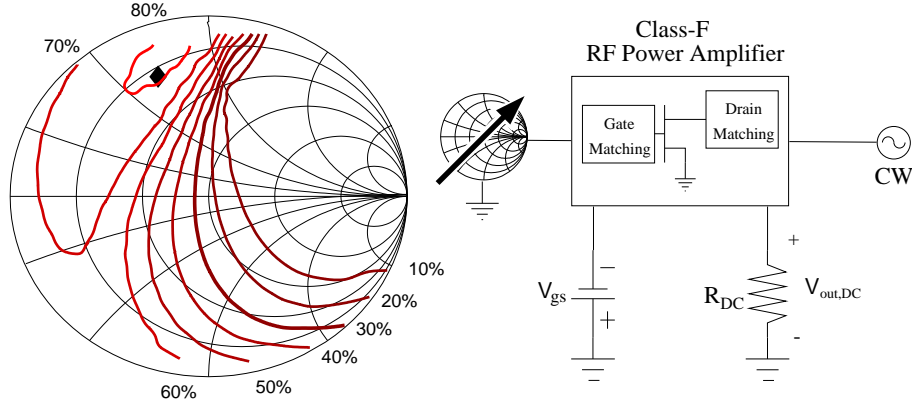 80%
70%
10%
20%
30%
40%
50%
60%
Class-F
RF Power Amplifier
Gate
Matching
Drain
Matching
CW
Vgs
−
+
RDC
+
Vout,DC
-